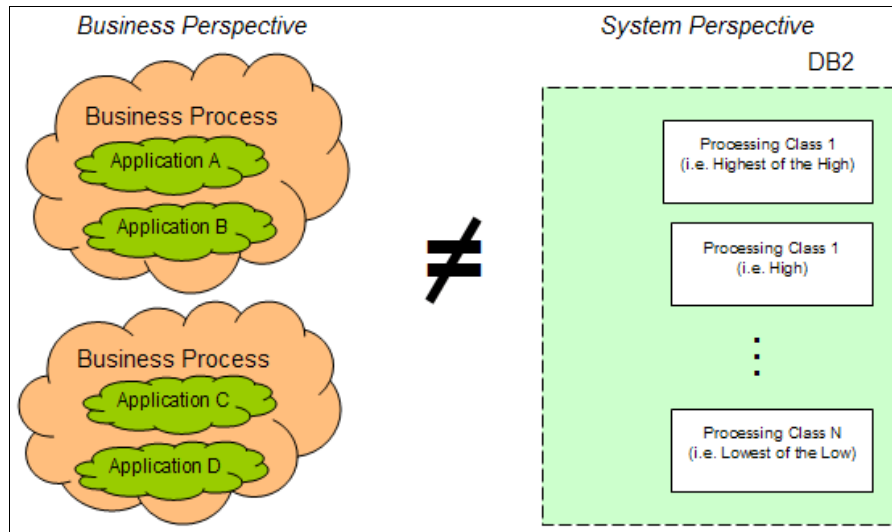 Business Perspective
Business Process
Application A
Application B
Business Process
Application C
Application D
≠
System Perspective
DB2
Processing Class 1
(i.e. Highest of the High)
Processing Class 1
(i.e. High)
Processing Class N
(i.e. Lowest of the Low)